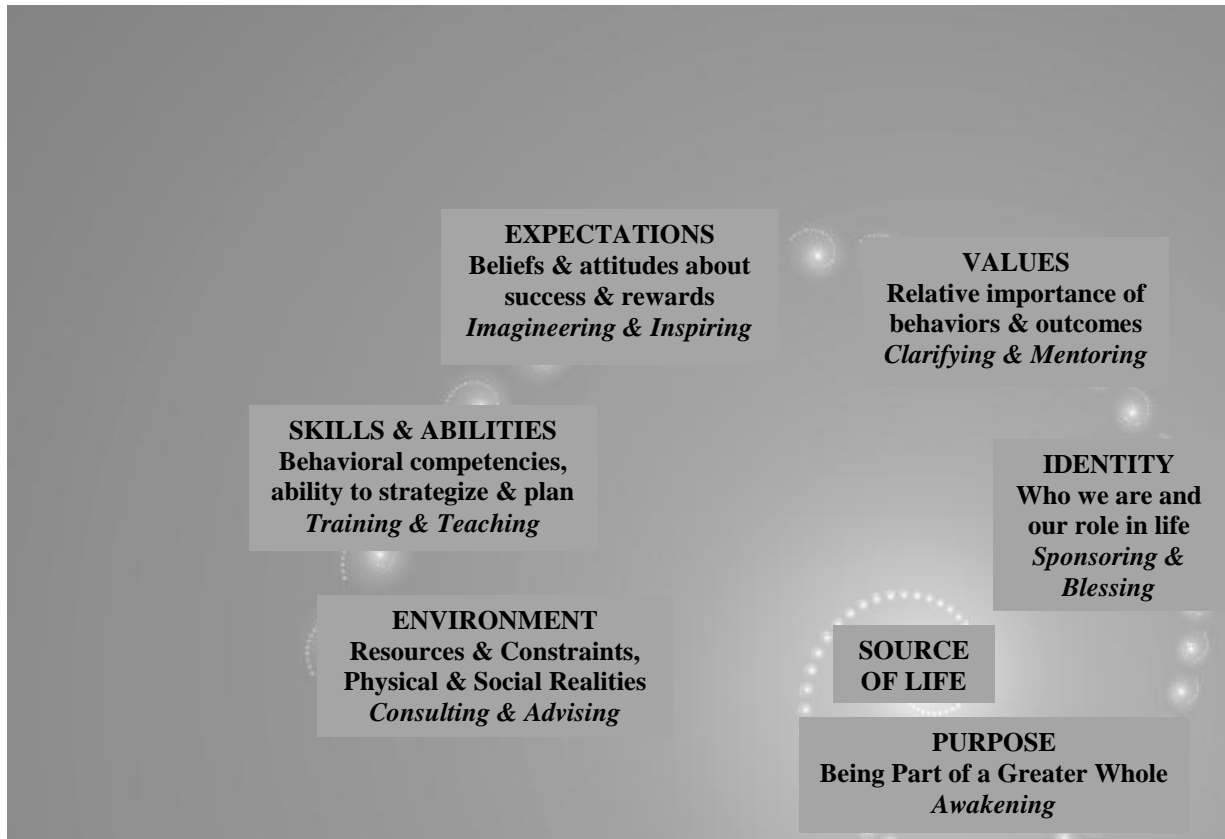 EXPECTATIONS
Beliefs & attitudes about
success & rewards
Imagineering & Inspiring
VALUES
Relative importance of
behaviors & outcomes
Clarifying & Mentoring
SKILLS & ABILITIES
Behavioral competencies,
ability to strategize & plan
Training & Teaching
IDENTITY
Who we are and
our role in life
Sponsoring &
Blessing
ENVIRONMENT
Resources & Constraints,
Physical & Social Realities
Consulting & Advising
SOURCE
OF LIFE
PURPOSE
Being Part of a Greater Whole
Awakening